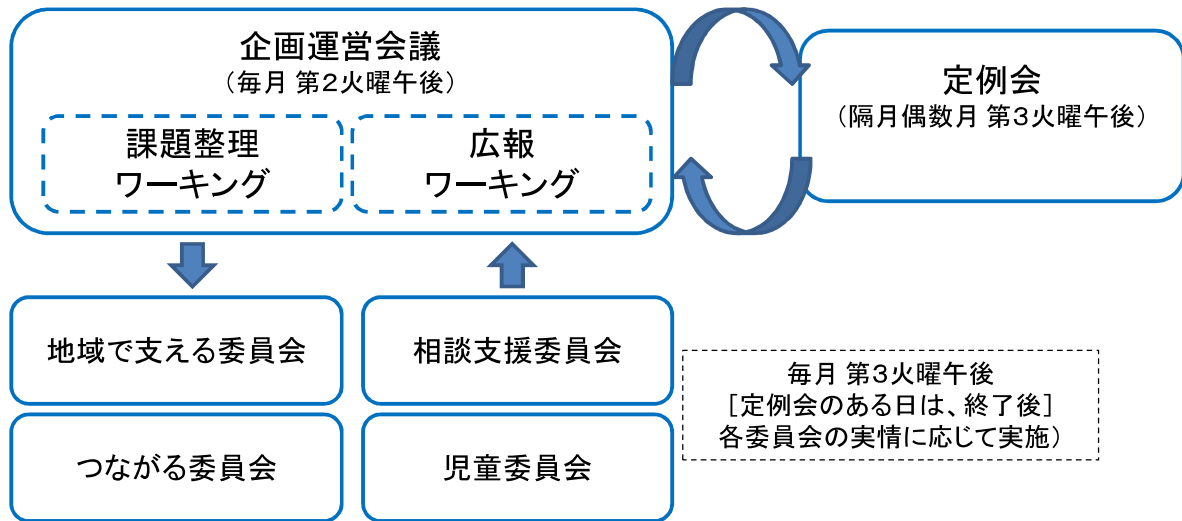 企画運営会議
（毎月 第2火曜午後）
課題整理
ワーキング
広報
ワーキング
定例会
（隔月偶数月 第3火曜午後）
地域で支える委員会
相談支援委員会
つながる委員会
児童委員会
毎月 第3火曜午後
［定例会のある日は、終了後］
各委員会の実情に応じて実施）